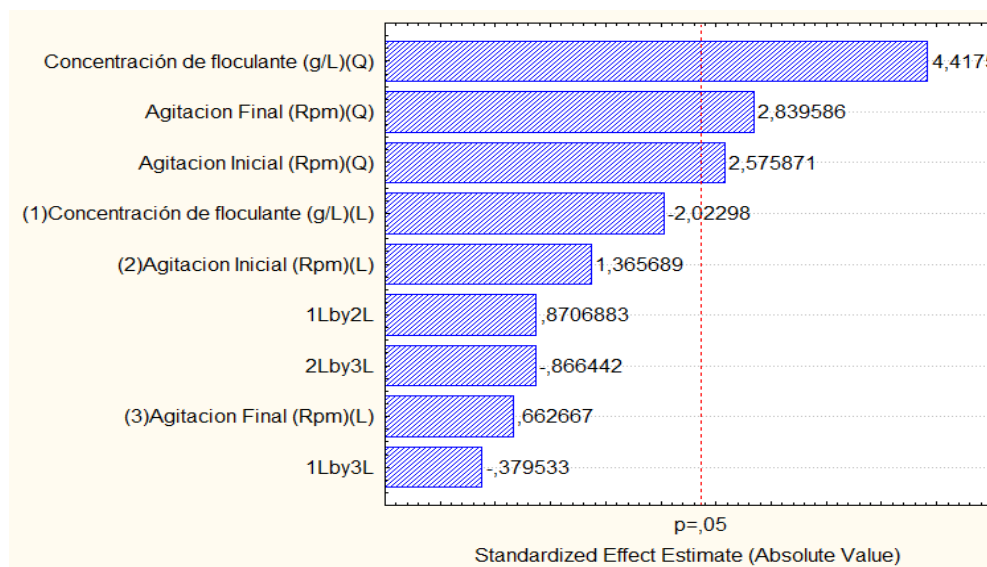 Concentración de floculante (g/L)(Q) 4,4175
Agitacion Final (Rpm)(Q) 2,839586
Agitacion Inicial (Rpm)(Q) 2,575871
(1)Concentración de floculante (g/L)(L) -2,02298
(2)Agitacion Inicial (Rpm)(L) 1,365689
1Lby2L ,8706883
2Lby3L -,866442
(3)Agitacion Final (Rpm)(L) ,662667
1Lby3L -,379533
p=,05
Standardized Effect Estimate (Absolute Value)